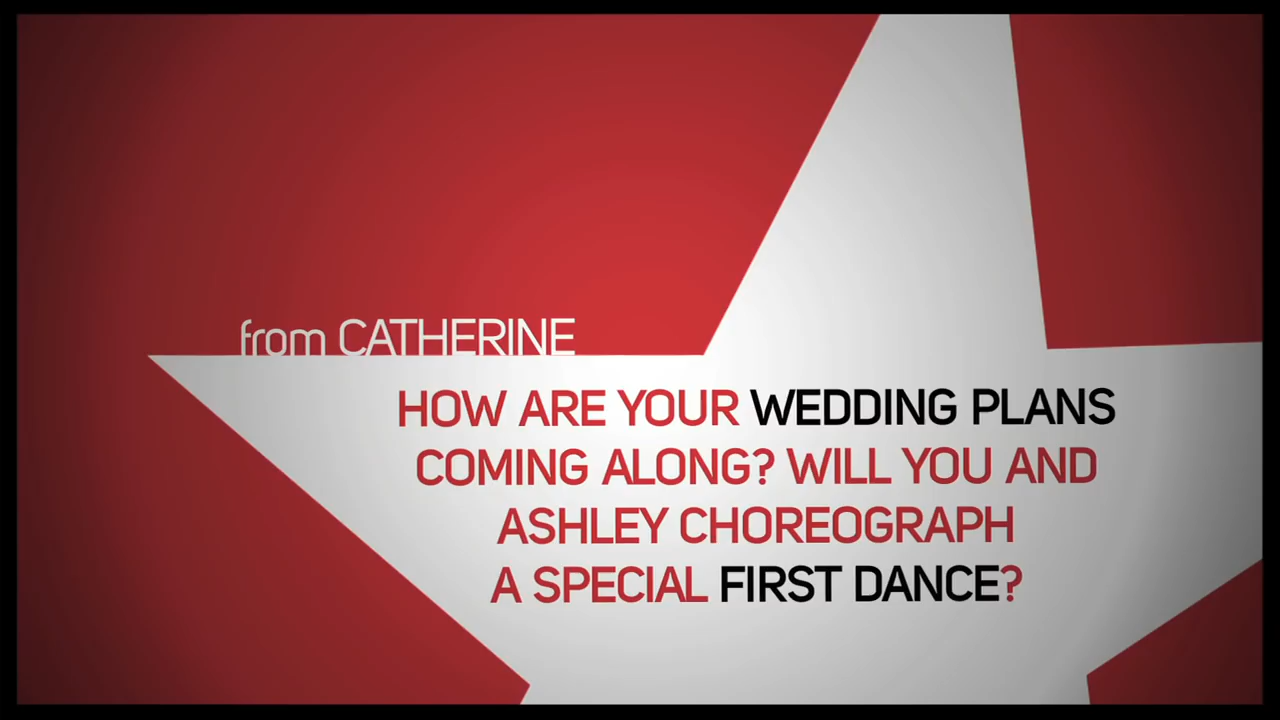 from CATHERINE
HOW ARE YOUR WEDDING PLANS
COMING ALONG? WILL YOU AND
ASHLEY CHOREOGRAPH
A SPECIAL FIRST DANCE?